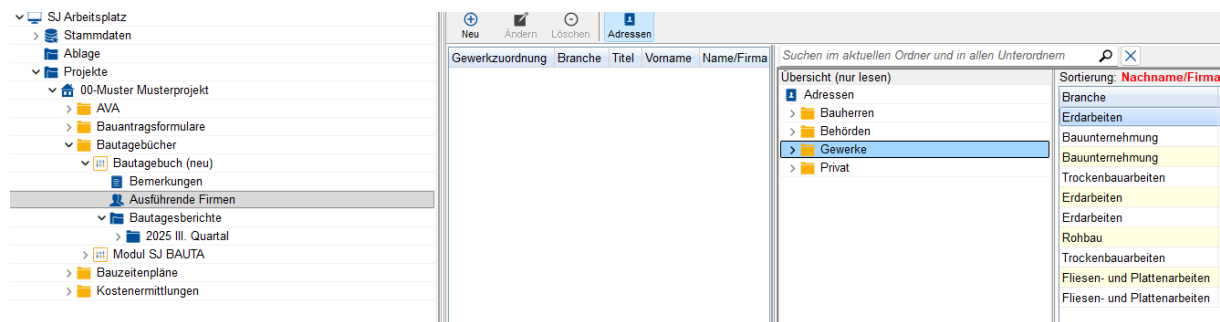 SJ Arbeitsplatz
Stammdaten
Ablage
Projekte
00-Muster Musterprojekt
AVA
Bauantragsformulare
Bautagebücher
Bautagebuch (neu)
Bemerkungen
Ausführende Firmen
Bautagesberichte
2025 III. Quartal
Modul SJ BAUTA
Bauzeitenpläne
Kostenermittlungen
Neu Ändern Löschen Adressen
Gewerkzuordnung Branche Titel Vorname Name/Firma
Suchen im aktuellen Ordner und in allen Unterordnern
Übersicht (nur lesen)
Adressen
Bauherren
Behörden
Gewerke
Privat
Sortierung: Nachname/Firma
Branche
Erdarbeiten
Bauunternehmung
Bauunternehmung
Trockenbauarbeiten
Erdarbeiten
Erdarbeiten
Rohbau
Trockenbauarbeiten
Fliesen- und Plattenarbeiten
Fliesen- und Plattenarbeiten